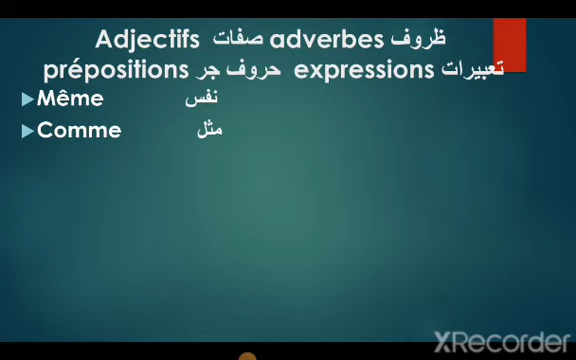 Adjectifs صفات adverbes ظروف
prépositions حروف جر expressions تعبيرات
Même نفس
Comme مثل
XRecorder